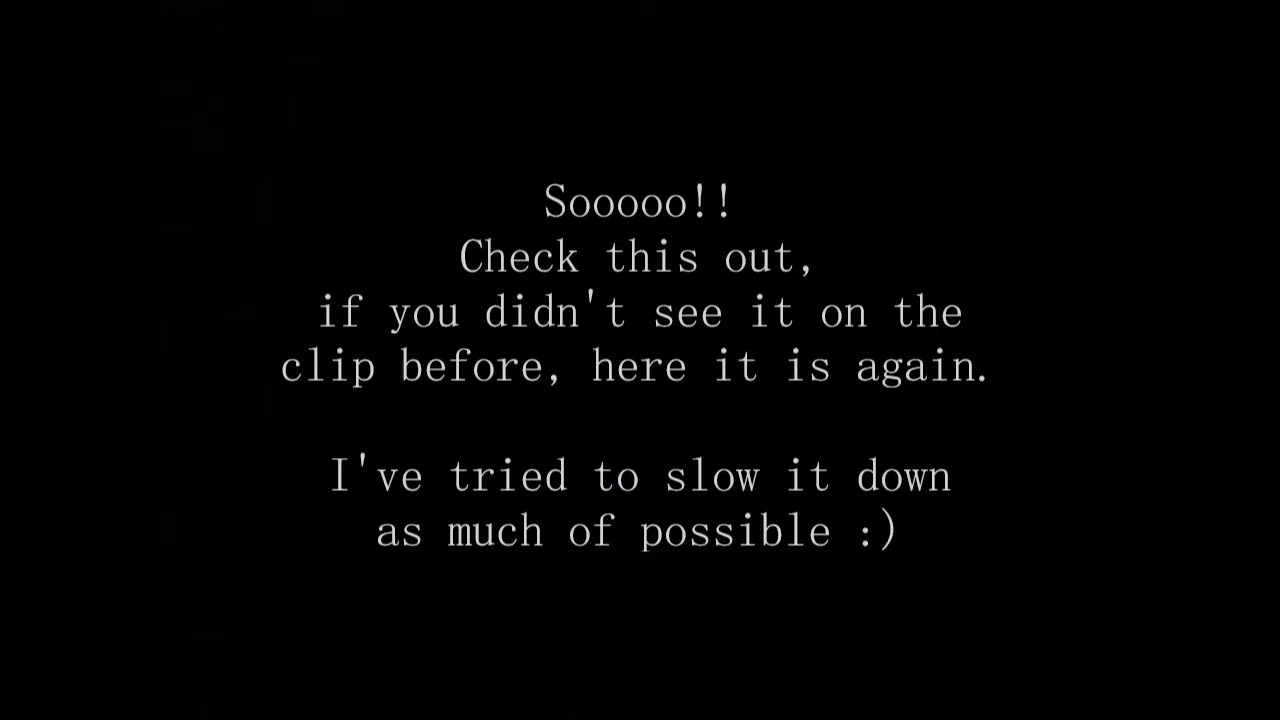 Sooooo!!
Check this out,
if you didn't see it on the
clip before, here it is again.
I've tried to slow it down
as much of possible :)